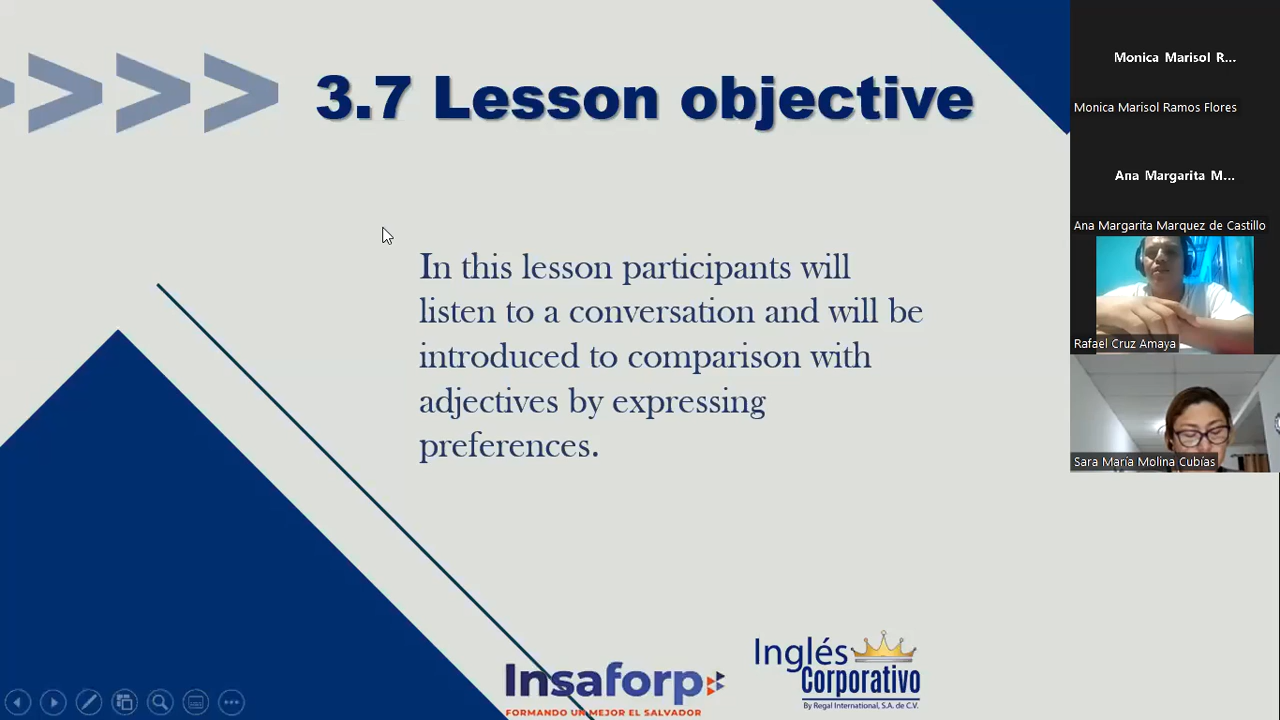 3.7 Lesson objective
In this lesson participants will
listen to a conversation and will be
introduced to comparison with
adjectives by expressing
preferences.
Insaforp
FORMANDO UN MEJOR EL SALVADOR
Inglés
Corporativo
By Regal International, S.A. de C.V.
Monica Marisol R...
Monica Marisol Ramos Flores
Ana Margarita M...
Ana Margarita Marquez de Castillo
Rafael Cruz Amaya
Sara María Molina Cubías